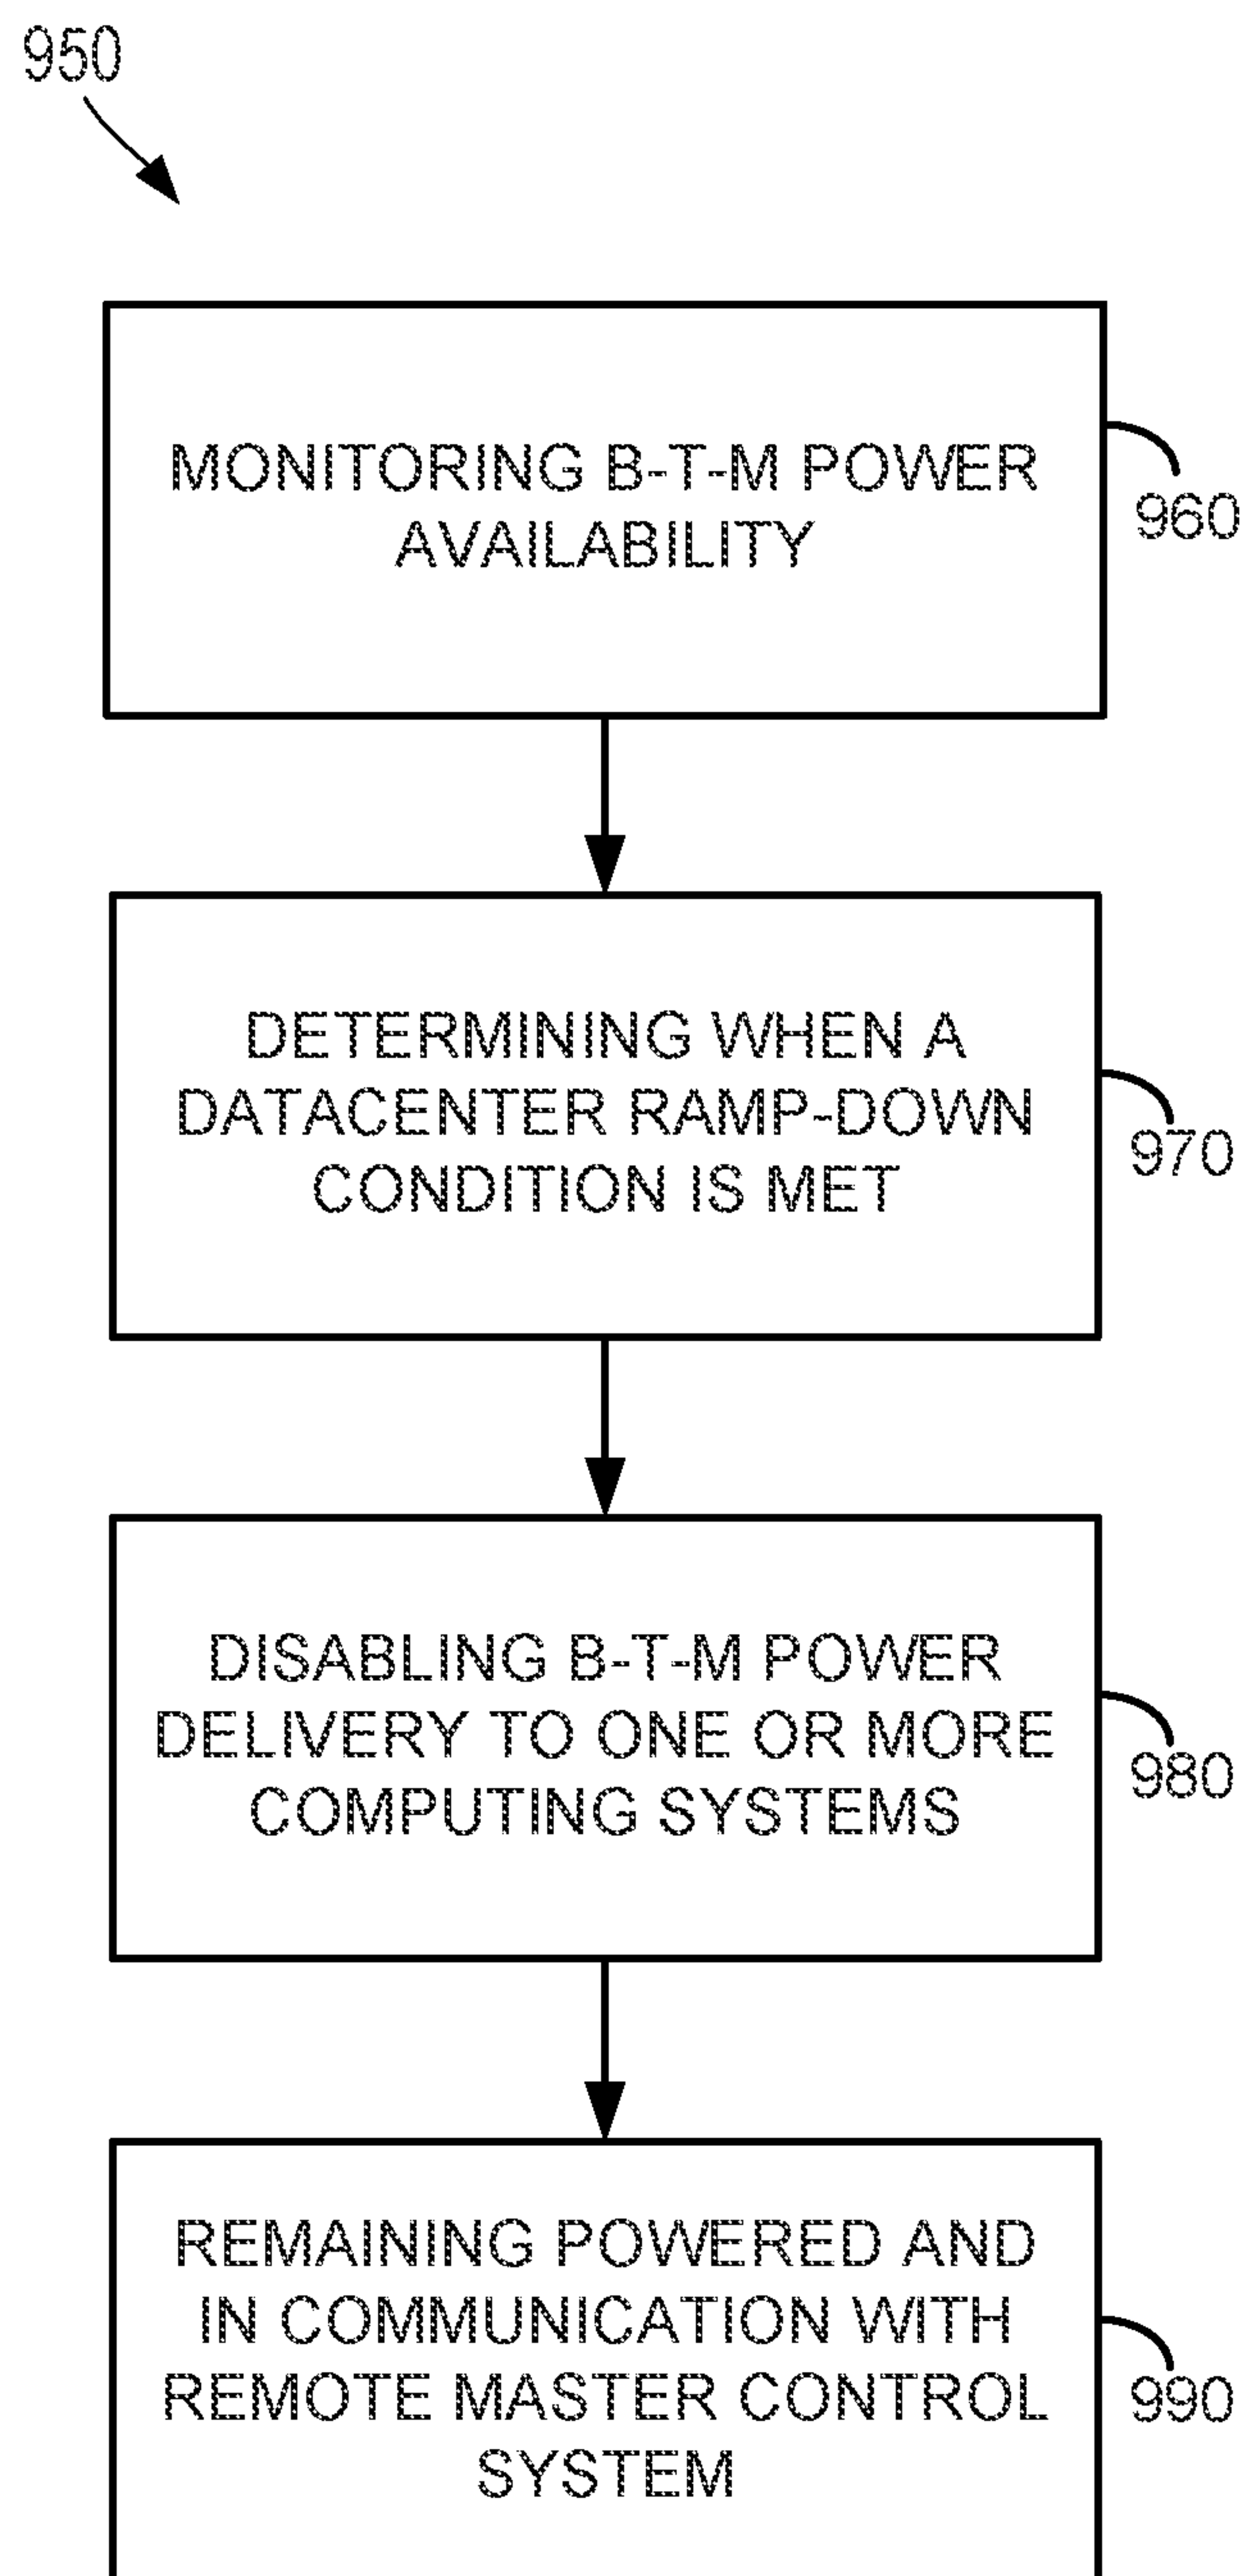 950
MONITORING B-T-M POWER
AVAILABILITY
960
DETERMINING WHEN A
DATACENTER RAMP-DOWN
CONDITION IS MET
970
DISABLING B-T-M POWER
DELIVERY TO ONE OR MORE
COMPUTING SYSTEMS
980
REMAINING POWERED AND
IN COMMUNICATION WITH
REMOTE MASTER CONTROL
SYSTEM
990